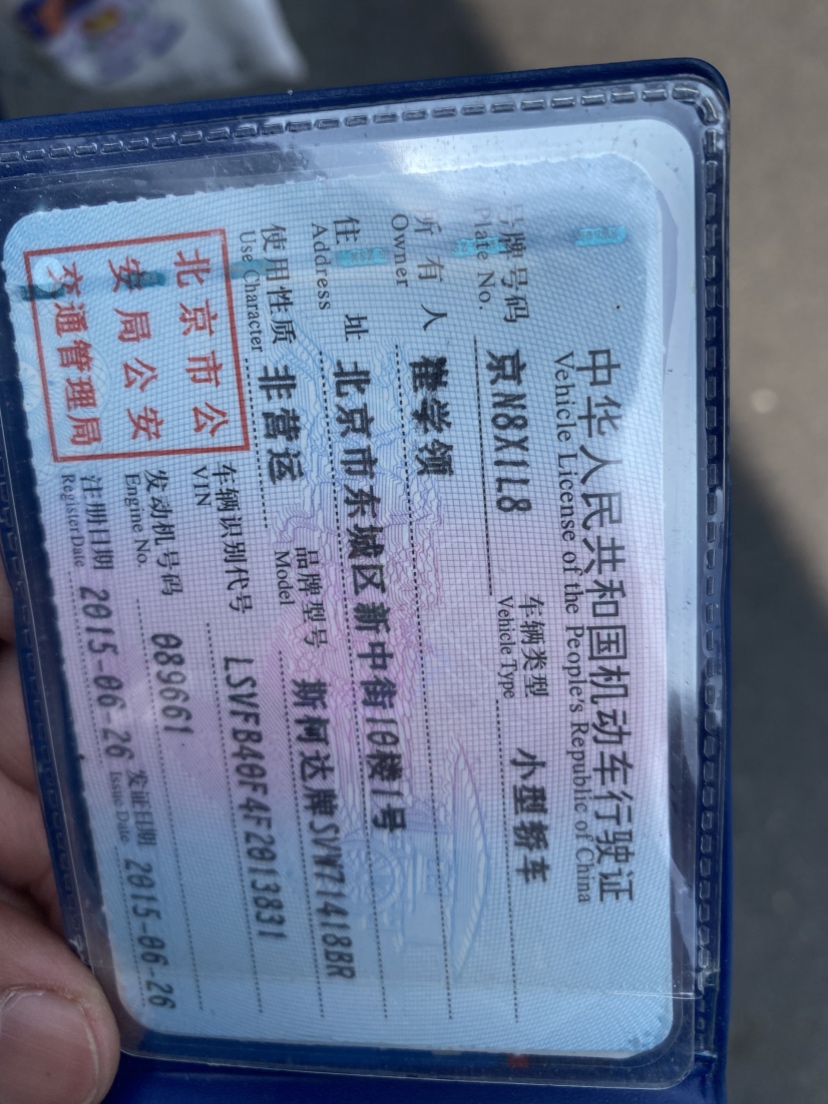 中华人民共和国机动车行驶证
Vehicle License of the People's Republic of China
号牌号码 京N8X1L8 车辆类型 小型轿车
Plate No. Vehicle Type
所有人 崔学领
Owner
住址 北京市东城区新中街10楼1号
Address
使用性质 非营运 品牌型号 斯柯达牌SVW71418BR
Use Character Model
北京市公
安局公安
交通管理局
车辆识别代号 LSVFB40F4F2013831
VIN
发动机号码 089661
Engine No.
注册日期 2015-06-26 发证日期 2015-06-26
Register Date Issue Date